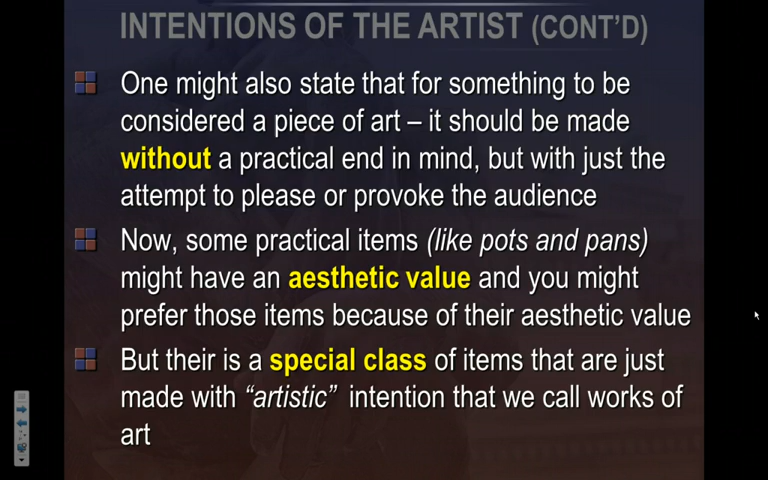 INTENTIONS OF THE ARTIST (CONT'D)
One might also state that for something to be
considered a piece of art – it should be made
without a practical end in mind, but with just the
attempt to please or provoke the audience
Now, some practical items (like pots and pans)
might have an aesthetic value and you might
prefer those items because of their aesthetic value
But their is a special class of items that are just
made with “artistic” intention that we call works of
art